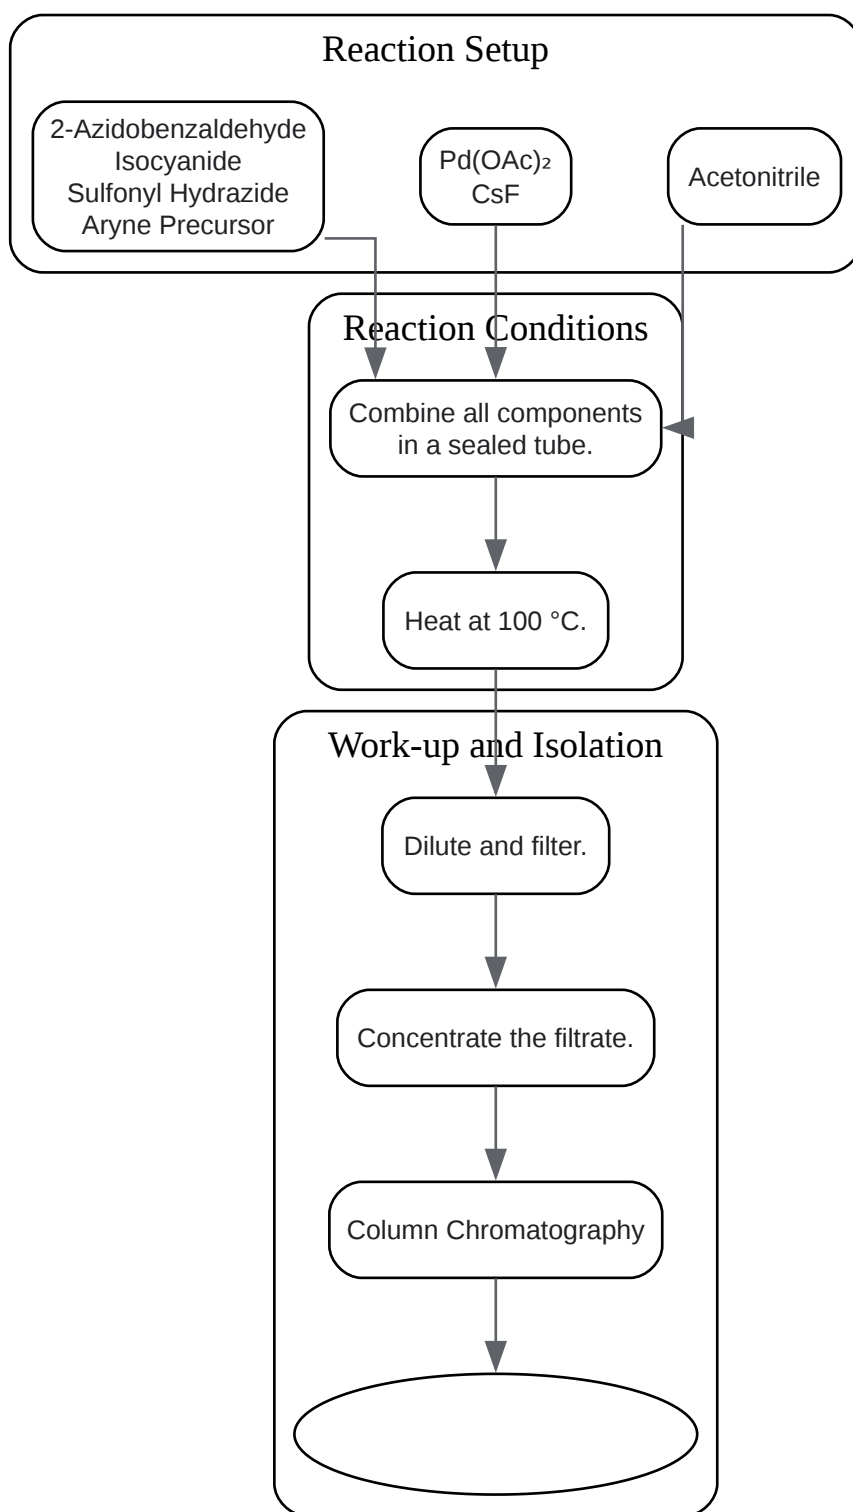 Reaction Setup
2-Azidobenzaldehyde
Isocyanide
Sulfonyl Hydrazide
Aryne Precursor
Pd(OAc)₂
CsF
Acetonitrile
Reaction Conditions
Combine all components
in a sealed tube.
Heat at 100 °C.
Work-up and Isolation
Dilute and filter.
Concentrate the filtrate.
Column Chromatography